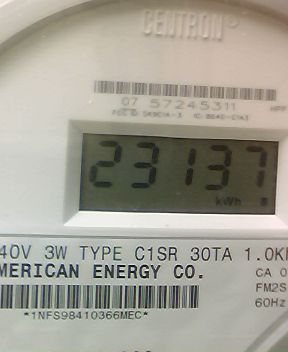 CENTRON®
07 57245311
23137
kWh
40V 3W TYPE C1SR 30TA 1.0
MERICAN ENERGY CO.
CA 0
FM2S
60Hz
*1NFS98410366MEC*